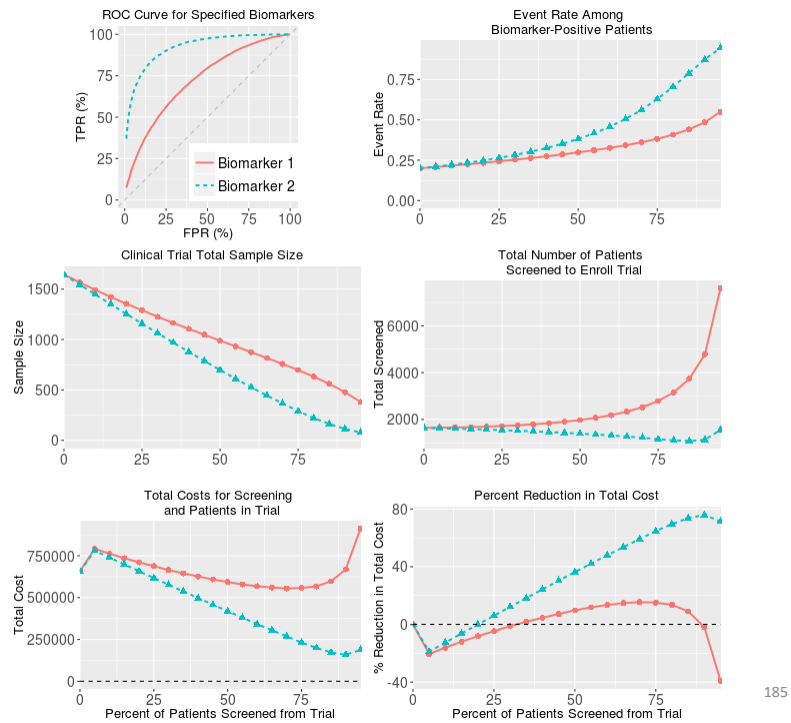 ROC Curve for Specified Biomarkers
100
75
50
25
0
TPR (%)
Biomarker 1
Biomarker 2
0 25 50 75 100
FPR (%)
Event Rate Among
Biomarker-Positive Patients
0.75
0.50
0.25
0.00
Event Rate
0 25 50 75
Clinical Trial Total Sample Size
1500
1000
500
0
Sample Size
0 25 50 75
Total Number of Patients
Screened to Enroll Trial
6000
4000
2000
Total Screened
0 25 50 75
Total Costs for Screening
and Patients in Trial
750000
500000
250000
0
Total Cost
0 25 50 75
Percent of Patients Screened from Trial
Percent Reduction in Total Cost
80
40
0
-40
% Reduction in Total Cost
0 25 50 75
Percent of Patients Screened from Trial
185